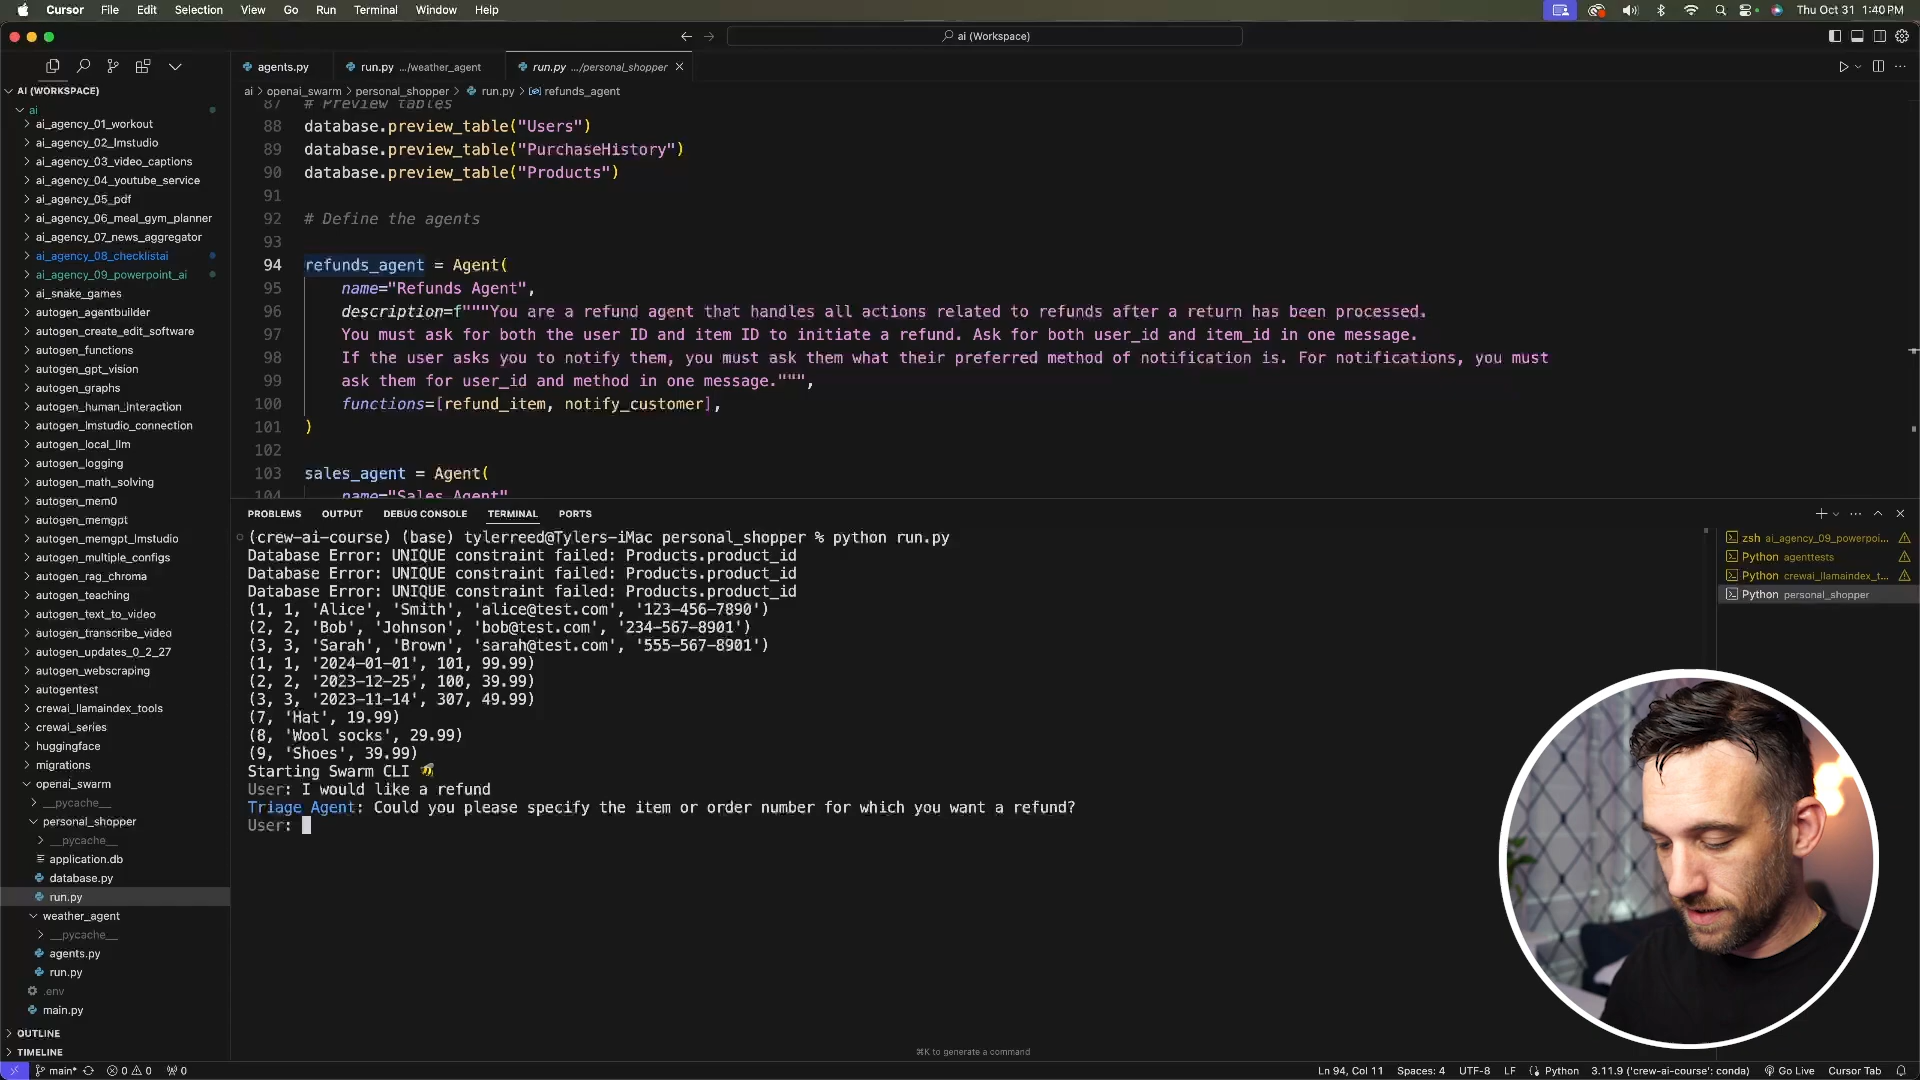 Cursor File Edit Selection View Go Run Terminal Window Help Thu Oct 31 1:40 PM
ai (Workspace)
agents.py run.py .../weather_agent run.py .../personal_shopper
ai > openai_swarm > personal_shopper > run.py > refunds_agent
AI (WORKSPACE)
ai
ai_agency_01_workout
ai_agency_02_lmstudio
ai_agency_03_video_captions
ai_agency_04_youtube_service
ai_agency_05_pdf
ai_agency_06_meal_gym_planner
ai_agency_07_news_aggregator
ai_agency_08_checklistai
ai_agency_09_powerpoint_ai
ai_snake_games
autogen_agentbuilder
autogen_create_edit_software
autogen_functions
autogen_gpt_vision
autogen_graphs
autogen_human_interaction
autogen_lmstudio_connection
autogen_local_llm
autogen_logging
autogen_math_solving
autogen_mem0
autogen_memgpt
autogen_memgpt_lmstudio
autogen_multiple_configs
autogen_rag_chroma
autogen_teaching
autogen_text_to_video
autogen_transcribe_video
autogen_updates_0_2_27
autogen_webscraping
autogentest
crewai_llamaindex_tools
crewai_series
huggingface
migrations
openai_swarm
__pycache__
personal_shopper
__pycache__
application.db
database.py
run.py
weather_agent
__pycache__
agents.py
run.py
.env
main.py
OUTLINE
TIMELINE
87 # Preview tables
88 database.preview_table("Users")
89 database.preview_table("PurchaseHistory")
90 database.preview_table("Products")
91
92 # Define the agents
93
94 refunds_agent = Agent(
95 name="Refunds Agent",
96 description=f"""You are a refund agent that handles all actions related to refunds after a return has been processed.
97 You must ask for both the user ID and item ID to initiate a refund. Ask for both user_id and item_id in one message.
98 If the user asks you to notify them, you must ask them what their preferred method of notification is. For notifications, you must
99 ask them for user_id and method in one message.""",
100 functions=[refund_item, notify_customer],
101 )
102
103 sales_agent = Agent(
104 name="Sales Agent"
PROBLEMS OUTPUT DEBUG CONSOLE TERMINAL PORTS
(crew-ai-course) (base) tylerreed@Tylers-iMac personal_shopper % python run.py
Database Error: UNIQUE constraint failed: Products.product_id
Database Error: UNIQUE constraint failed: Products.product_id
Database Error: UNIQUE constraint failed: Products.product_id
(1, 1, 'Alice', 'Smith', 'alice@test.com', '123-456-7890')
(2, 2, 'Bob', 'Johnson', 'bob@test.com', '234-567-8901')
(3, 3, 'Sarah', 'Brown', 'sarah@test.com', '555-567-8901')
(1, 1, '2024-01-01', 101, 99.99)
(2, 2, '2023-12-25', 100, 39.99)
(3, 3, '2023-11-14', 307, 49.99)
(7, 'Hat', 19.99)
(8, 'Wool socks', 29.99)
(9, 'Shoes', 39.99)
Starting Swarm CLI 🐝
User: I would like a refund
Triage Agent: Could you please specify the item or order number for which you want a refund?
User:
zsh ai_agency_09_powerpoi...
Python agenttests
Python crewai_llamaindex_t...
Python personal_shopper
⌘K to generate a command
main* 0 0 0 Ln 94, Col 11 Spaces: 4 UTF-8 LF Python 3.11.9 ('crew-ai-course': conda) Go Live Cursor Tab